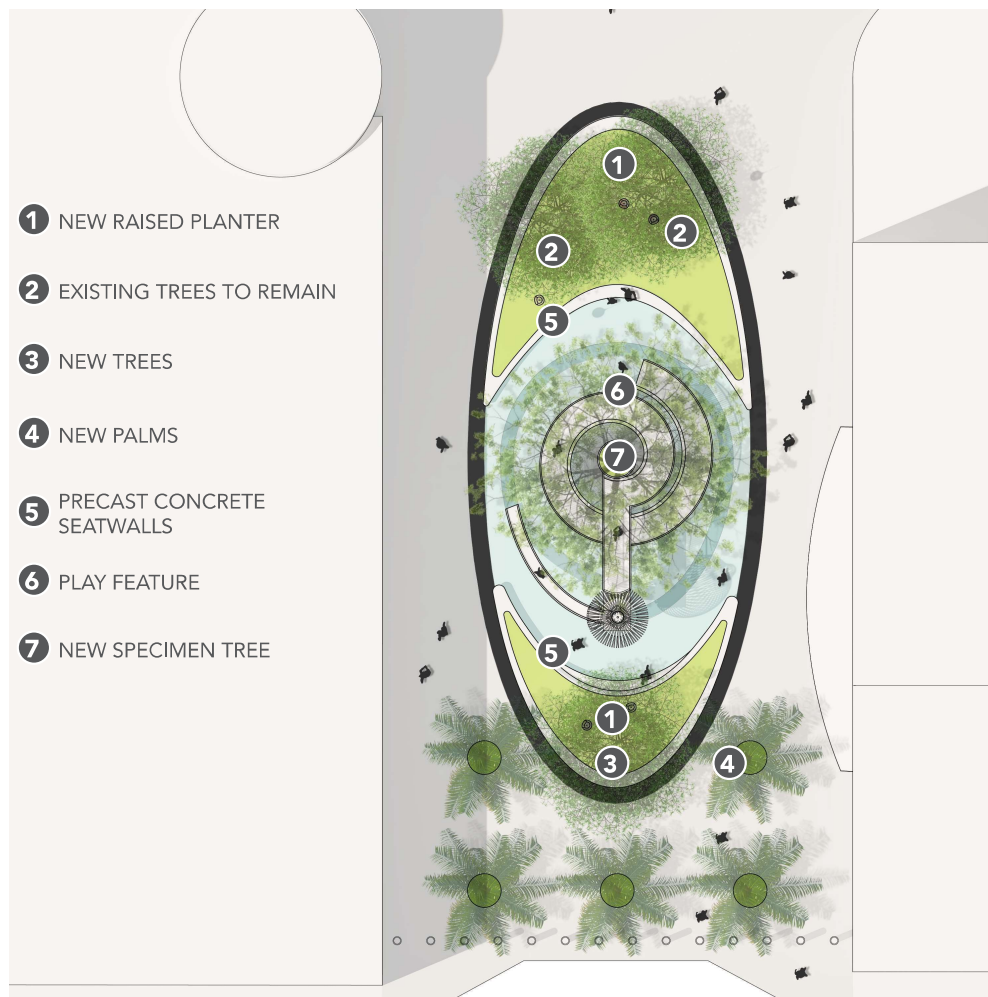 1 NEW RAISED PLANTER
2 EXISTING TREES TO REMAIN
3 NEW TREES
4 NEW PALMS
5 PRECAST CONCRETE
SEATWALLS
6 PLAY FEATURE
7 NEW SPECIMEN TREE
1
2
2
5
6
7
5
1
3
4